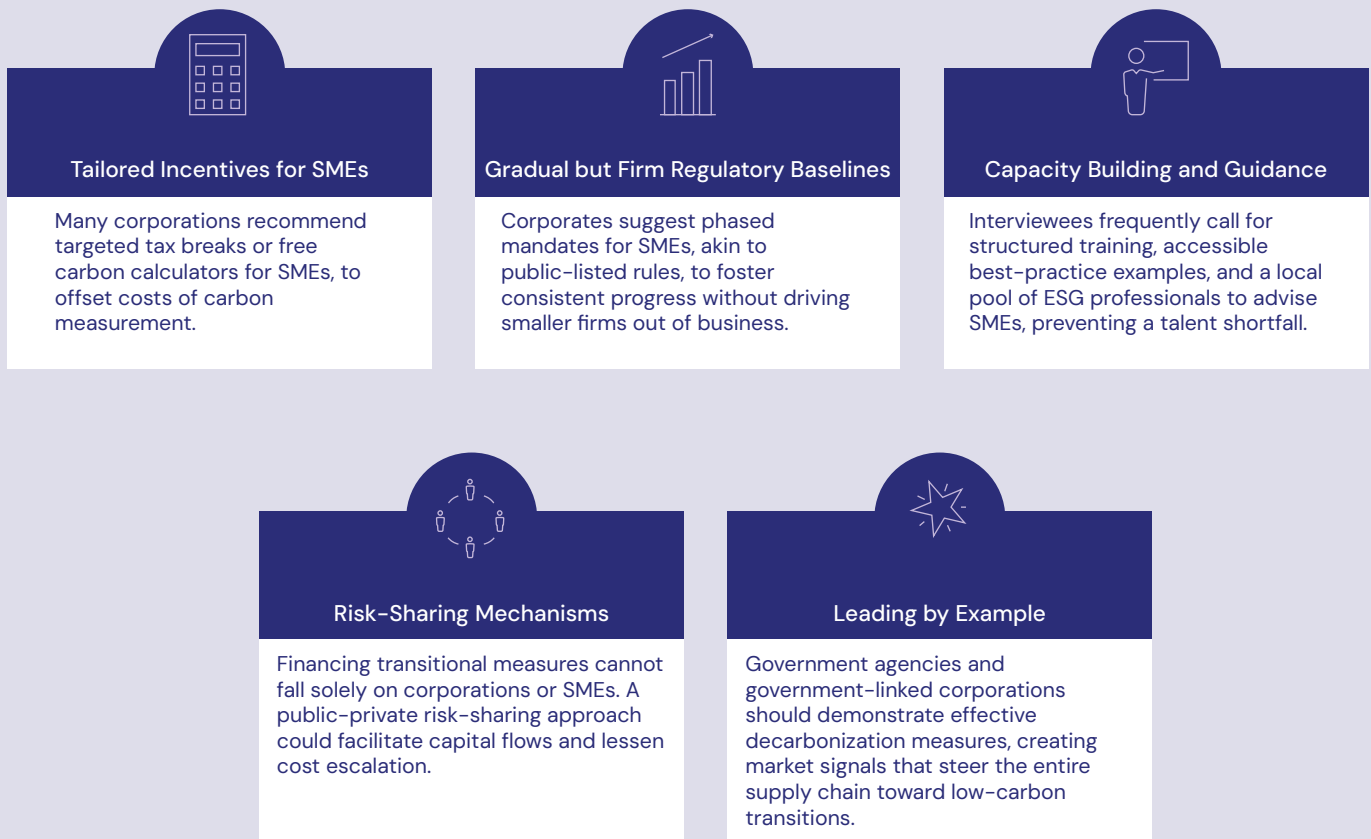 Tailored Incentives for SMEs
Many corporations recommend
targeted tax breaks or free
carbon calculators for SMEs, to
offset costs of carbon
measurement.
Gradual but Firm Regulatory Baselines
Corporates suggest phased
mandates for SMEs, akin to
public-listed rules, to foster
consistent progress without driving
smaller firms out of business.
Capacity Building and Guidance
Interviewees frequently call for
structured training, accessible
best-practice examples, and a local
pool of ESG professionals to advise
SMEs, preventing a talent shortfall.
Risk-Sharing Mechanisms
Financing transitional measures cannot
fall solely on corporations or SMEs. A
public-private risk-sharing approach
could facilitate capital flows and lessen
cost escalation.
Leading by Example
Government agencies and
government-linked corporations
should demonstrate effective
decarbonization measures, creating
market signals that steer the entire
supply chain toward low-carbon
transitions.